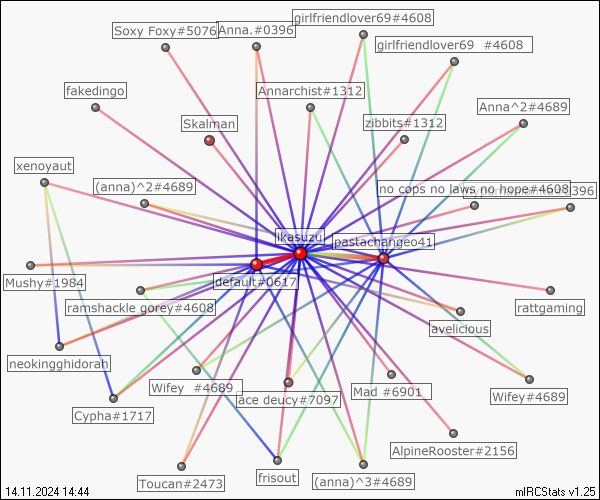 girlfriendlover69#4608
Soxy Foxy#5076
Anna.#0396
girlfriendlover69 #4608
fakedingo
Annarchist#1312
Anna^2#4689
Skalman
zibbits#1312
xenoyaut
(anna)^2#4689
no cops no laws no hope#4608
396
ikasuzu
pastachangeo41
Mushy#1984
default#0617
ramshackle gorey#4608
rattgaming
avelicious
neokingghidorah
Wifey #4689
ace deucy#7097
Mad #6901
Wifey#4689
Cypha#1717
AlpineRooster#2156
Toucan#2473
frisout
(anna)^3#4689
14.11.2024 14:44
mIRCStats v1.25